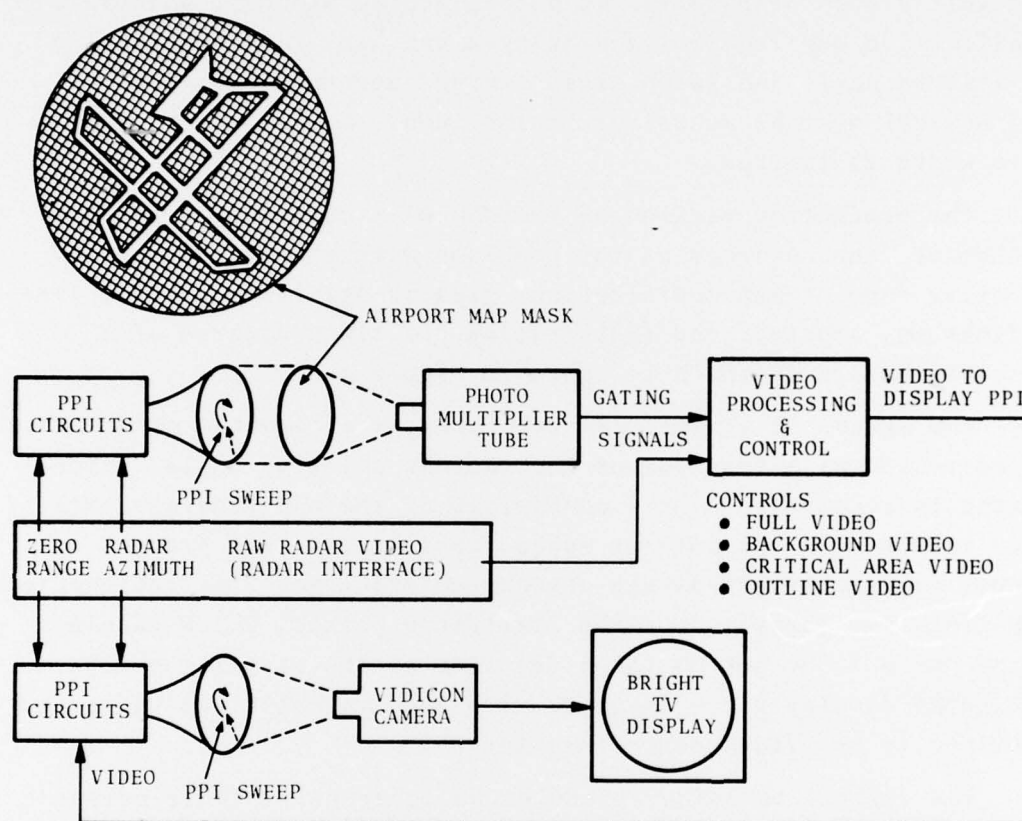 AIRPORT MAP MASK
PPI
CIRCUITS
PPI SWEEP
PHOTO
MULTIPLIER
TUBE
GATING
SIGNALS
VIDEO
PROCESSING
&
CONTROL
VIDEO TO
DISPLAY PPI
ZERO
RANGE
RADAR
AZIMUTH
RAW RADAR VIDEO
(RADAR INTERFACE)
CONTROLS
● FULL VIDEO
● BACKGROUND VIDEO
● CRITICAL AREA VIDEO
● OUTLINE VIDEO
PPI
CIRCUITS
VIDEO
PPI SWEEP
VIDICON
CAMERA
BRIGHT
TV
DISPLAY